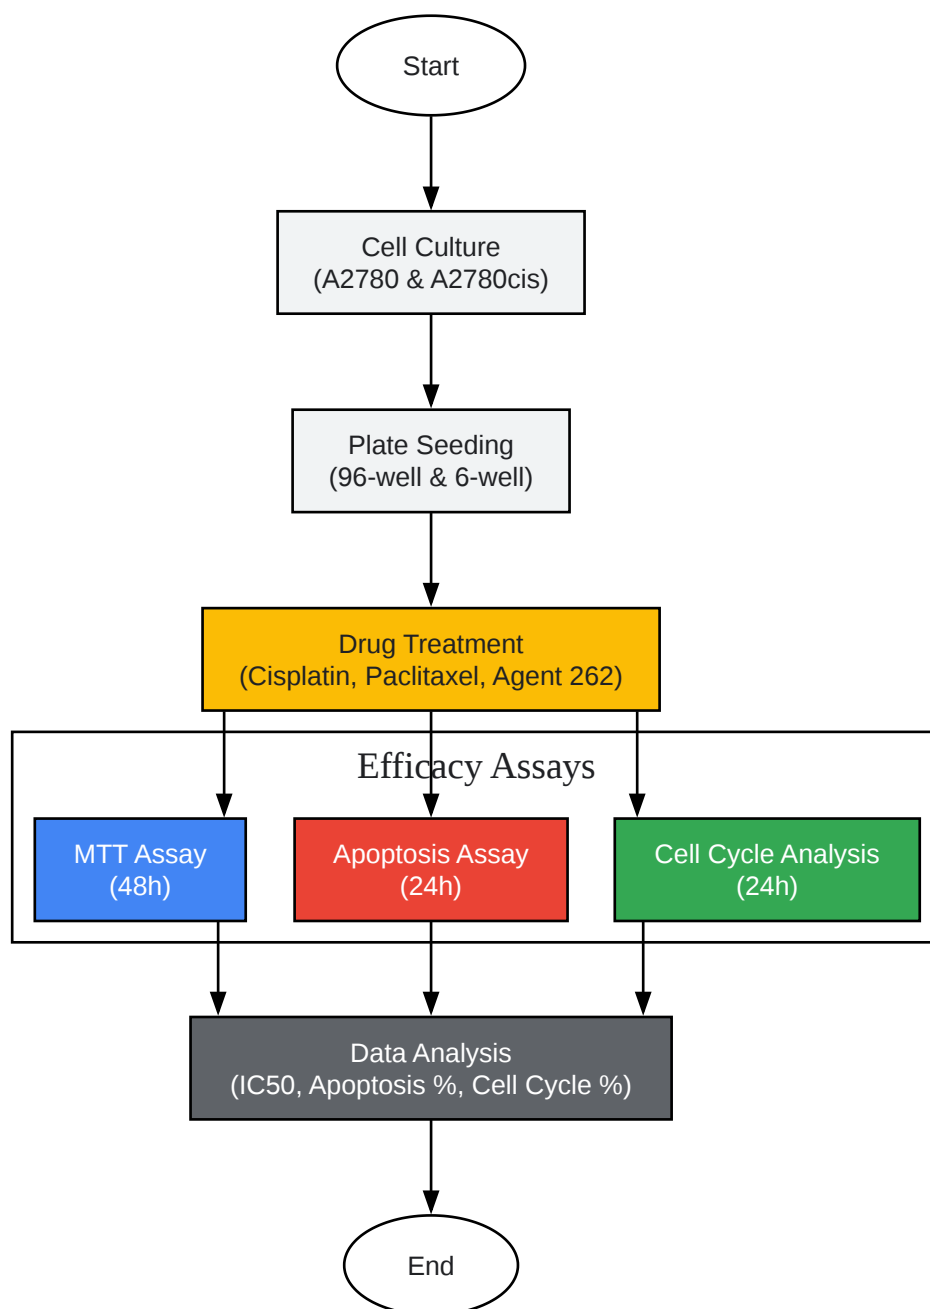 Start
Cell Culture
(A2780 & A2780cis)
Plate Seeding
(96-well & 6-well)
Drug Treatment
(Cisplatin, Paclitaxel, Agent 262)
Efficacy Assays
MTT Assay
(48h)
Apoptosis Assay
(24h)
Cell Cycle Analysis
(24h)
Data Analysis
(IC50, Apoptosis %, Cell Cycle %)
End